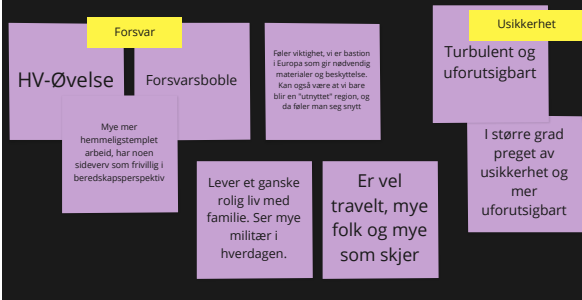 Forsvar
HV-Øvelse
Forsvarsboble
Mye mer
hemmeligstemplet
arbeid, har noen
sideverv som frivillig i
beredskapsperspektiv
Føler viktighet, vi er bastion
i Europa som gir nødvendig
materialer og beskyttelse.
Kan også være at vi bare
blir en "utnyttet" region, og
da føler man seg snytt
Lever et ganske
rolig liv med
familie. Ser mye
militær i
hverdagen.
Er vel
travelt, mye
folk og mye
som skjer
Usikkerhet
Turbulent og
uforutsigbart
I større grad
preget av
usikkerhet og
mer
uforutsigbart